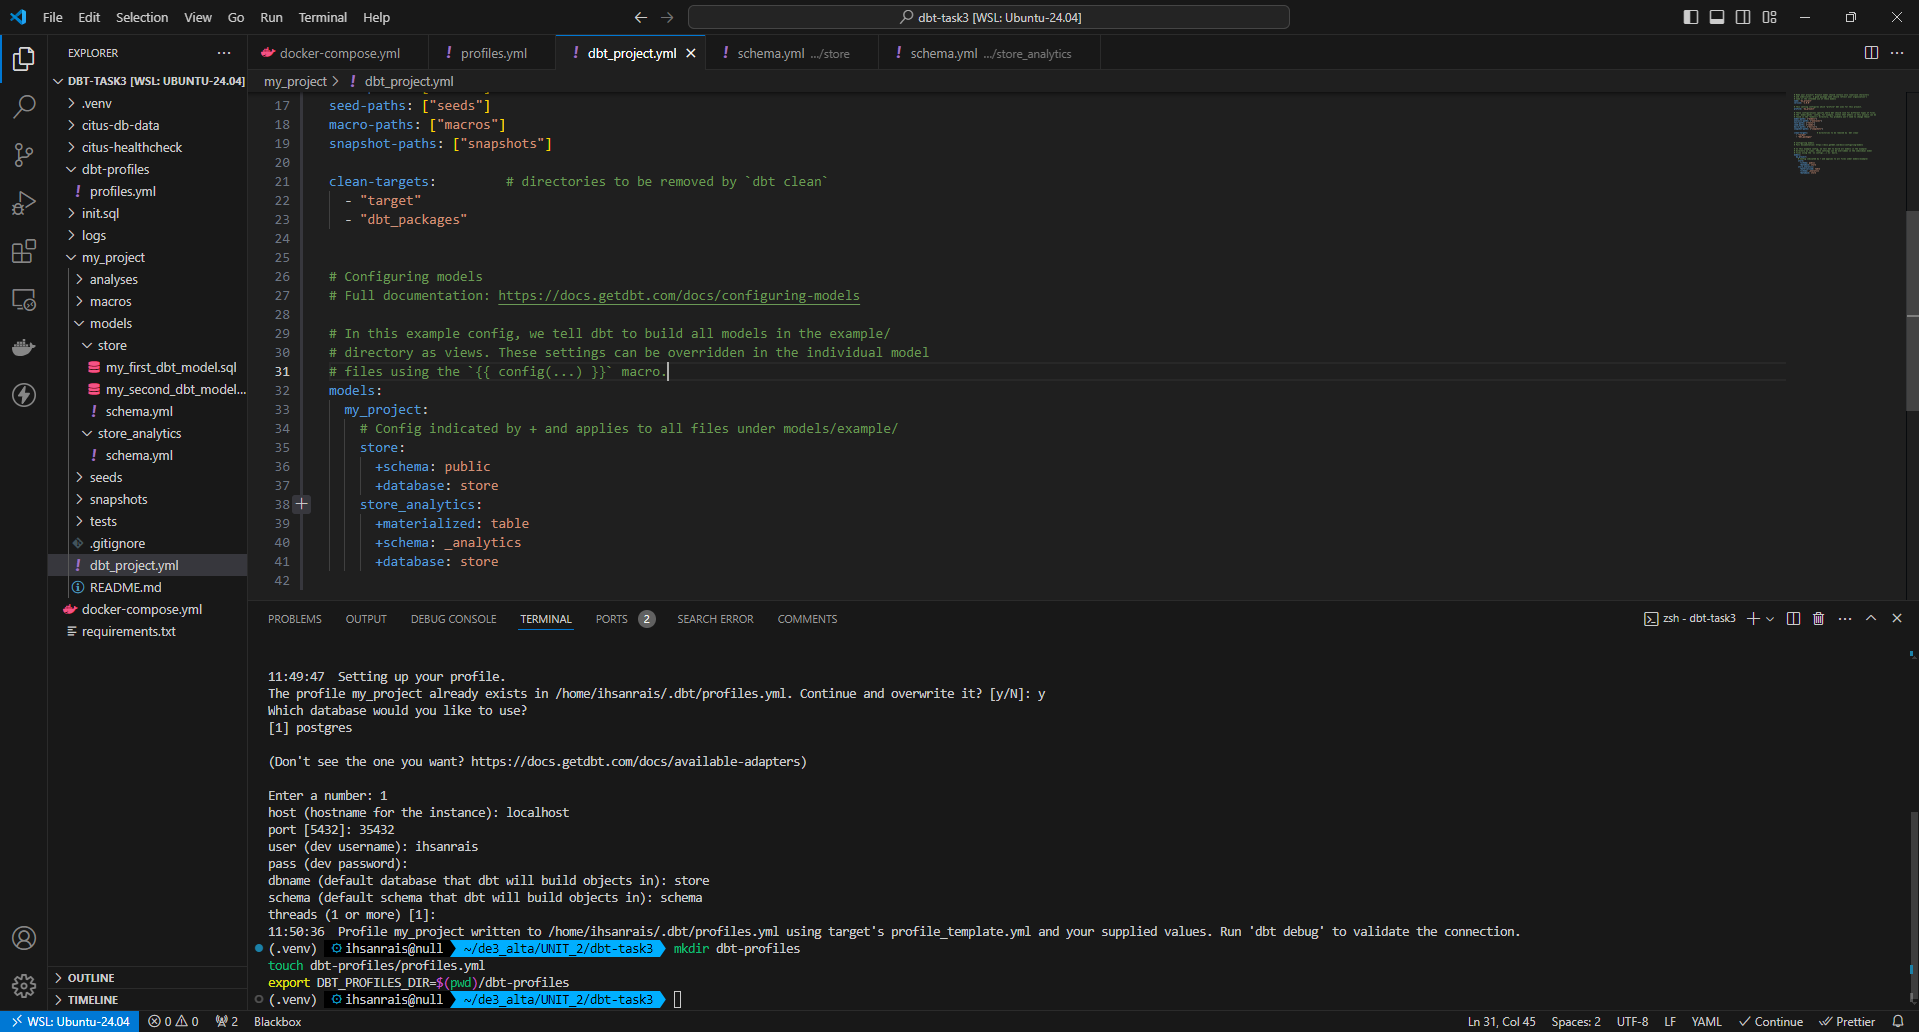 File Edit Selection View Go Run Terminal Help
dbt-task3 [WSL: Ubuntu-24.04]
EXPLORER
docker-compose.yml
profiles.yml
dbt_project.yml
schema.yml .../store
schema.yml .../store_analytics
my_project > dbt_project.yml
DBT-TASK3 [WSL: UBUNTU-24.04]
.venv
citus-db-data
citus-healthcheck
dbt-profiles
profiles.yml
init.sql
logs
my_project
analyses
macros
models
store
my_first_dbt_model.sql
my_second_dbt_model...
schema.yml
store_analytics
schema.yml
seeds
snapshots
tests
.gitignore
dbt_project.yml
README.md
docker-compose.yml
requirements.txt
OUTLINE
TIMELINE
17 seed-paths: ["seeds"]
18 macro-paths: ["macros"]
19 snapshot-paths: ["snapshots"]
20
21 clean-targets:         # directories to be removed by `dbt clean`
22   - "target"
23   - "dbt_packages"
24
25
26 # Configuring models
27 # Full documentation: https://docs.getdbt.com/docs/configuring-models
28
29 # In this example config, we tell dbt to build all models in the example/
30 # directory as views. These settings can be overridden in the individual model
31 # files using the `{{ config(...) }}` macro.
32 models:
33   my_project:
34     # Config indicated by + and applies to all files under models/example/
35     store:
36       +schema: public
37       +database: store
38     store_analytics:
39       +materialized: table
40       +schema: _analytics
41       +database: store
42
PROBLEMS OUTPUT DEBUG CONSOLE TERMINAL PORTS 2 SEARCH ERROR COMMENTS
zsh - dbt-task3
11:49:47  Setting up your profile.
The profile my_project already exists in /home/ihsanrais/.dbt/profiles.yml. Continue and overwrite it? [y/N]: y
Which database would you like to use?
[1] postgres
(Don't see the one you want? https://docs.getdbt.com/docs/available-adapters)
Enter a number: 1
host (hostname for the instance): localhost
port [5432]: 35432
user (dev username): ihsanrais
pass (dev password):
dbname (default database that dbt will build objects in): store
schema (default schema that dbt will build objects in): schema
threads (1 or more) [1]:
11:50:36  Profile my_project written to /home/ihsanrais/.dbt/profiles.yml using target's profile_template.yml and your supplied values. Run 'dbt debug' to validate the connection.
(.venv) ihsanrais@null ~/de3_alta/UNIT_2/dbt-task3 mkdir dbt-profiles
touch dbt-profiles/profiles.yml
export DBT_PROFILES_DIR=$(pwd)/dbt-profiles
(.venv) ihsanrais@null ~/de3_alta/UNIT_2/dbt-task3
WSL: Ubuntu-24.04 0 0 2 Blackbox
Ln 31, Col 45 Spaces: 2 UTF-8 LF YAML Continue Prettier